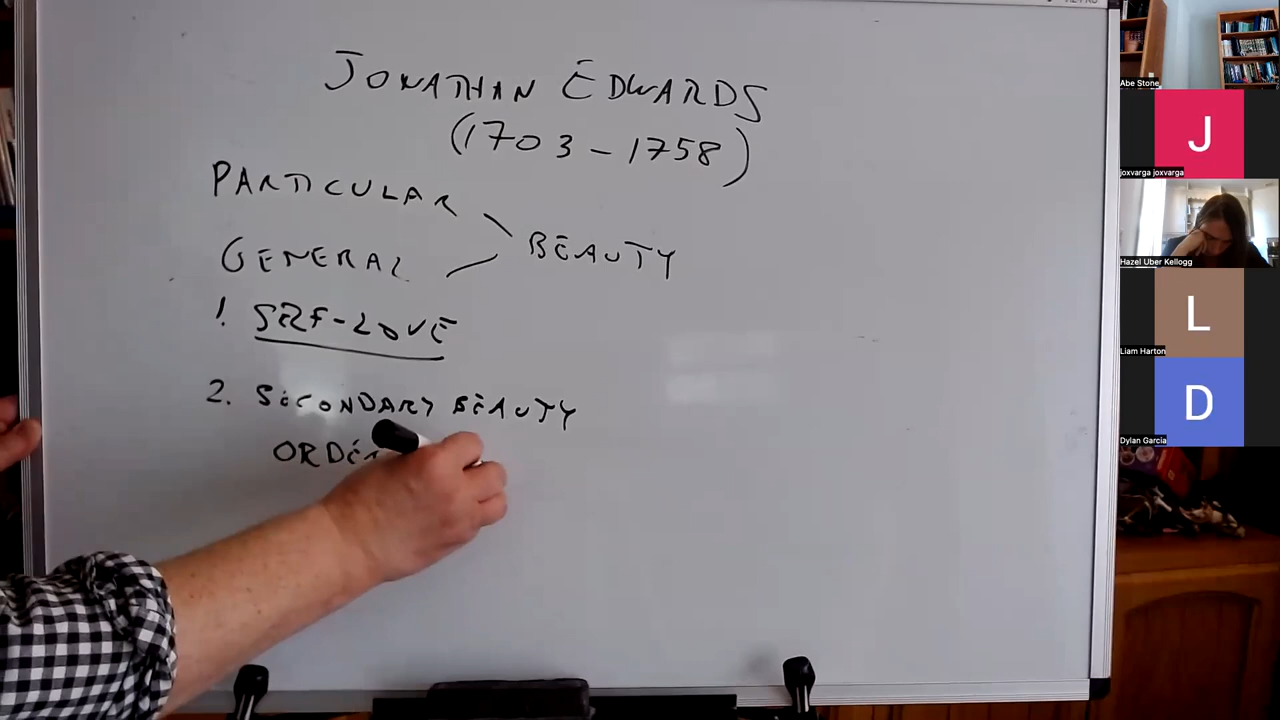 JONATHAN EDWARDS
(1703-1758)
PARTICULAR
GENERAL
BEAUTY
! SELF-LOVE
2. SECONDARY BEAUTY
Abe Stone
J
joxvarga joxvarga
Hazel Uber Kellogg
L
Liam Harton
D
Dylan Garcia